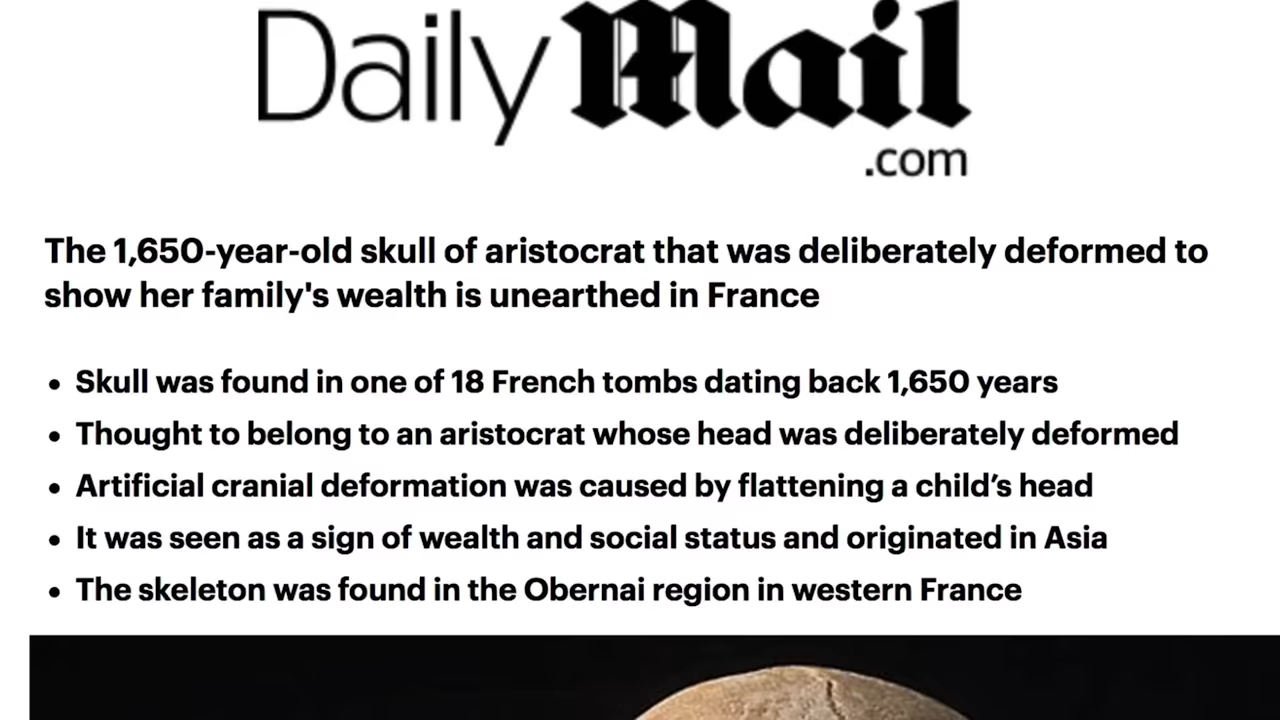 Daily Mail
.com
The 1,650-year-old skull of aristocrat that was deliberately deformed to
show her family's wealth is unearthed in France
• Skull was found in one of 18 French tombs dating back 1,650 years
• Thought to belong to an aristocrat whose head was deliberately deformed
• Artificial cranial deformation was caused by flattening a child’s head
• It was seen as a sign of wealth and social status and originated in Asia
• The skeleton was found in the Obernai region in western France